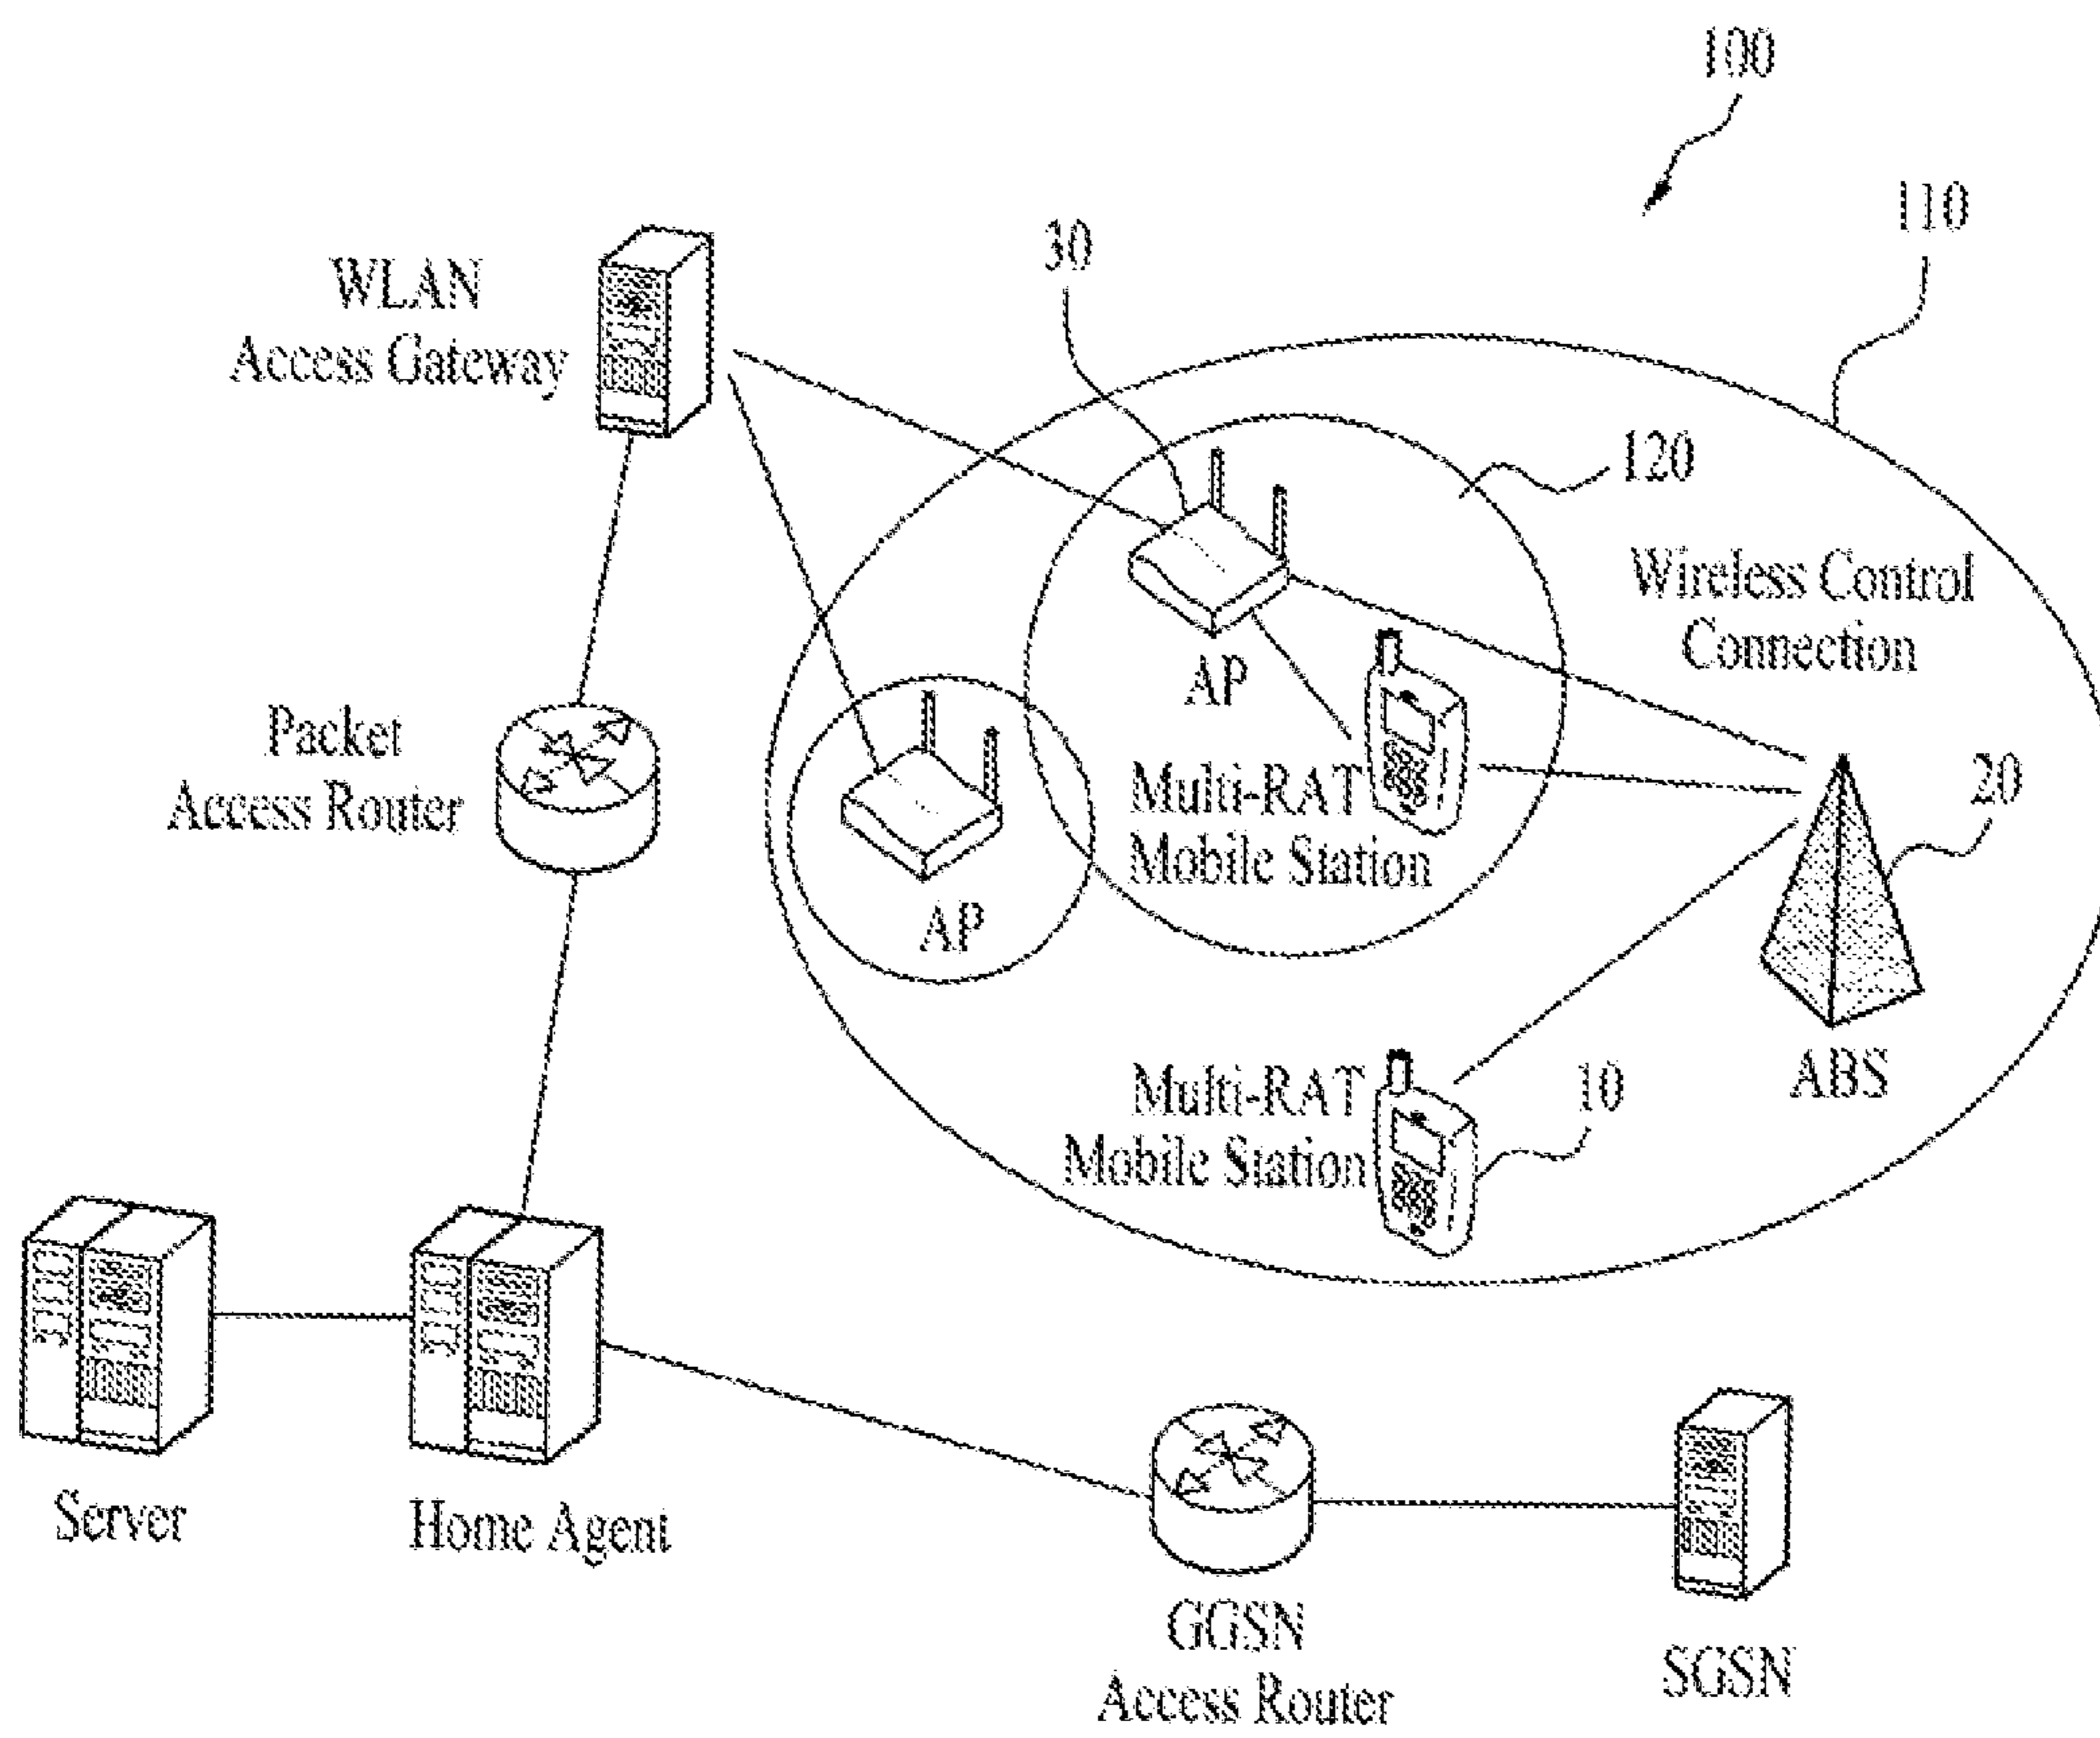 100
110
30
WLAN
Access Gateway
120
Wireless Control
Connection
AP
Packet
Access Router
Multi-RAT
Mobile Station
20
AP
ABS
Multi-RAT
Mobile Station
10
Server
Home Agent
GGSN
Access Router
SGSN